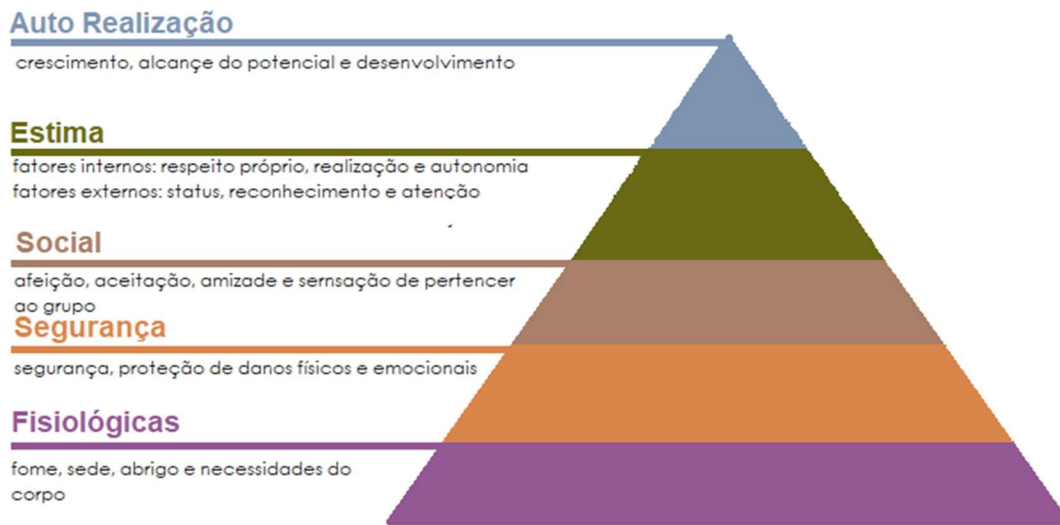 Auto Realização
crescimento, alcançe do potencial e desenvolvimento
Estima
fatores internos: respeito próprio, realização e autonomia
fatores externos: status, reconhecimento e atenção
Social
afeição, aceitação, amizade e sernsação de pertencer
ao grupo
Segurança
segurança, proteção de danos físicos e emocionais
Fisiológicas
fome, sede, abrigo e necessidades do
corpo